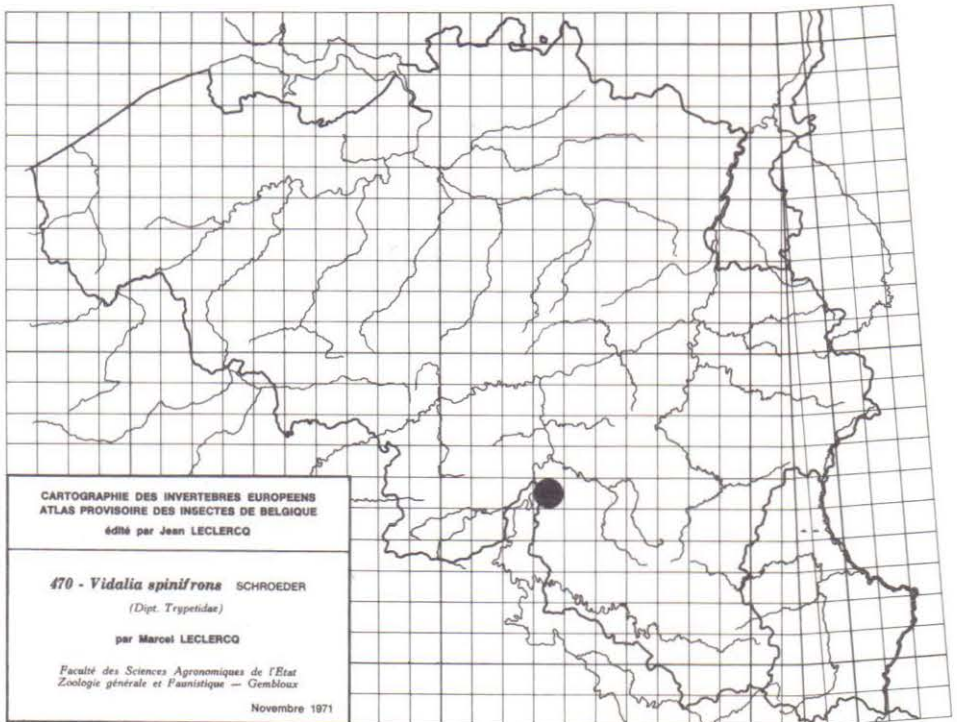 CARTOGRAPHIE DES INVERTEBRES EUROPEENS
ATLAS PROVISOIRE DES INSECTES DE BELGIQUE
édité par Jean LECLERCQ
470 - Vidalia spinifrons SCHROEDER
(Dipt. Trypetidae)
par Marcel LECLERCQ
Faculté des Sciences Agronomiques de l'Etat
Zoologie générale et Faunistique — Gembloux
Novembre 1971